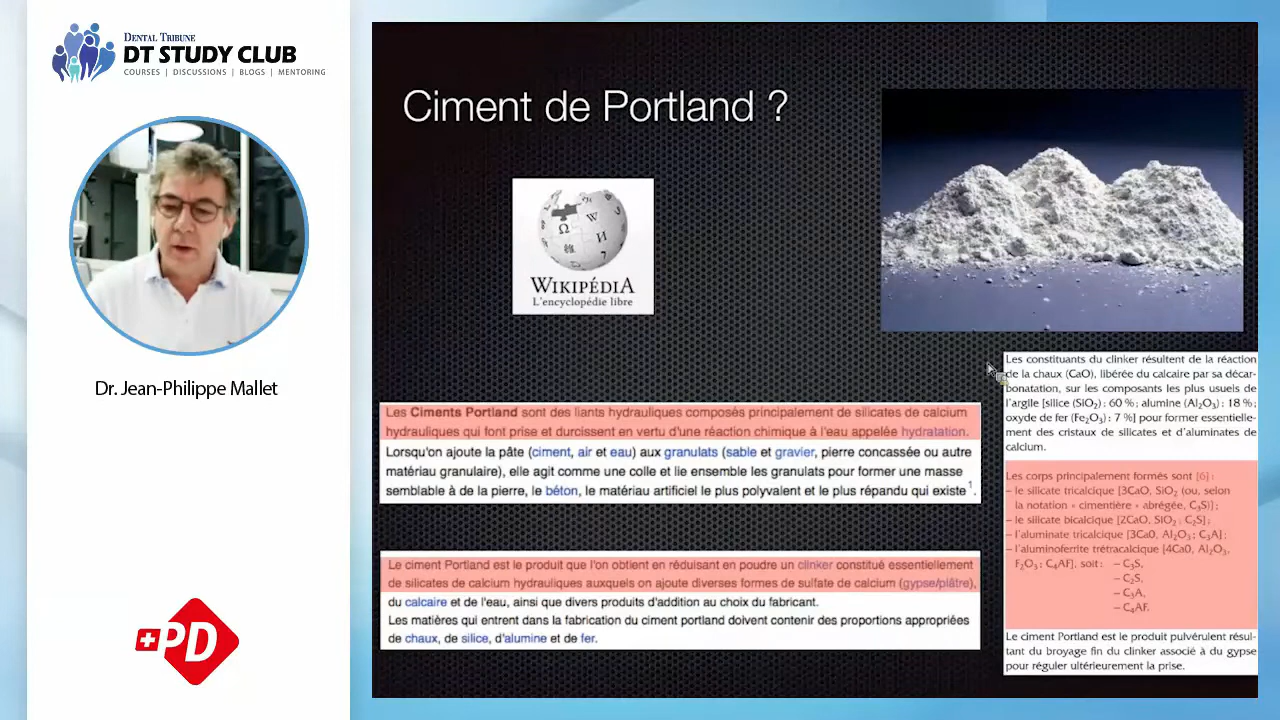 DENTAL TRIBUNE
DT STUDY CLUB
COURSES | DISCUSSIONS | BLOGS | MENTORING
Dr. Jean-Philippe Mallet
PD
Ciment de Portland ?
Ω W И 7
WIKIPÉDIA
L'encyclopédie libre
Les Ciments Portland sont des liants hydrauliques composés principalement de silicates de calcium
hydrauliques qui font prise et durcissent en vertu d'une réaction chimique à l'eau appelée hydratation.
Lorsqu'on ajoute la pâte (ciment, air et eau) aux granulats (sable et gravier, pierre concassée ou autre
matériau granulaire), elle agit comme une colle et lie ensemble les granulats pour former une masse
semblable à de la pierre, le béton, le matériau artificiel le plus polyvalent et le plus répandu qui existe¹.
Le ciment Portland est le produit que l'on obtient en réduisant en poudre un clinker constitué essentiellement
de silicates de calcium hydrauliques auxquels on ajoute diverses formes de sulfate de calcium (gypse/plâtre),
du calcaire et de l'eau, ainsi que divers produits d'addition au choix du fabricant.
Les matières qui entrent dans la fabrication du ciment portland doivent contenir des proportions appropriées
de chaux, de silice, d'alumine et de fer.
Les constituants du clinker résultent de la réaction
de la chaux (CaO), libérée du calcaire par sa décar-
bonatation, sur les composants les plus usuels de
l'argile [silice (SiO₂) : 60 % ; alumine (Al₂O₃) : 18 % ;
oxyde de fer (Fe₂O₃) : 7 %] pour former essentielle-
ment des cristaux de silicates et d'aluminates de
calcium.
Les corps principalement formés sont [6] :
– le silicate tricalcique [3CaO, SiO₂ (ou, selon
la notation « cimentière » abrégée, C₃S)] ;
– le silicate bicalcique [2CaO, SiO₂ : C₂S] ;
– l'aluminate tricalcique [3Ca0, Al₂O₃ ; C₃A] ;
– l'aluminoferrite trétracalcique [4Ca0, Al₂O₃,
F₂O₃ ; C₄AF], soit : – C₃S,
– C₂S,
– C₃A,
– C₄AF.
Le ciment Portland est le produit pulvérulent résul-
tant du broyage fin du clinker associé à du gypse
pour réguler ultérieurement la prise.